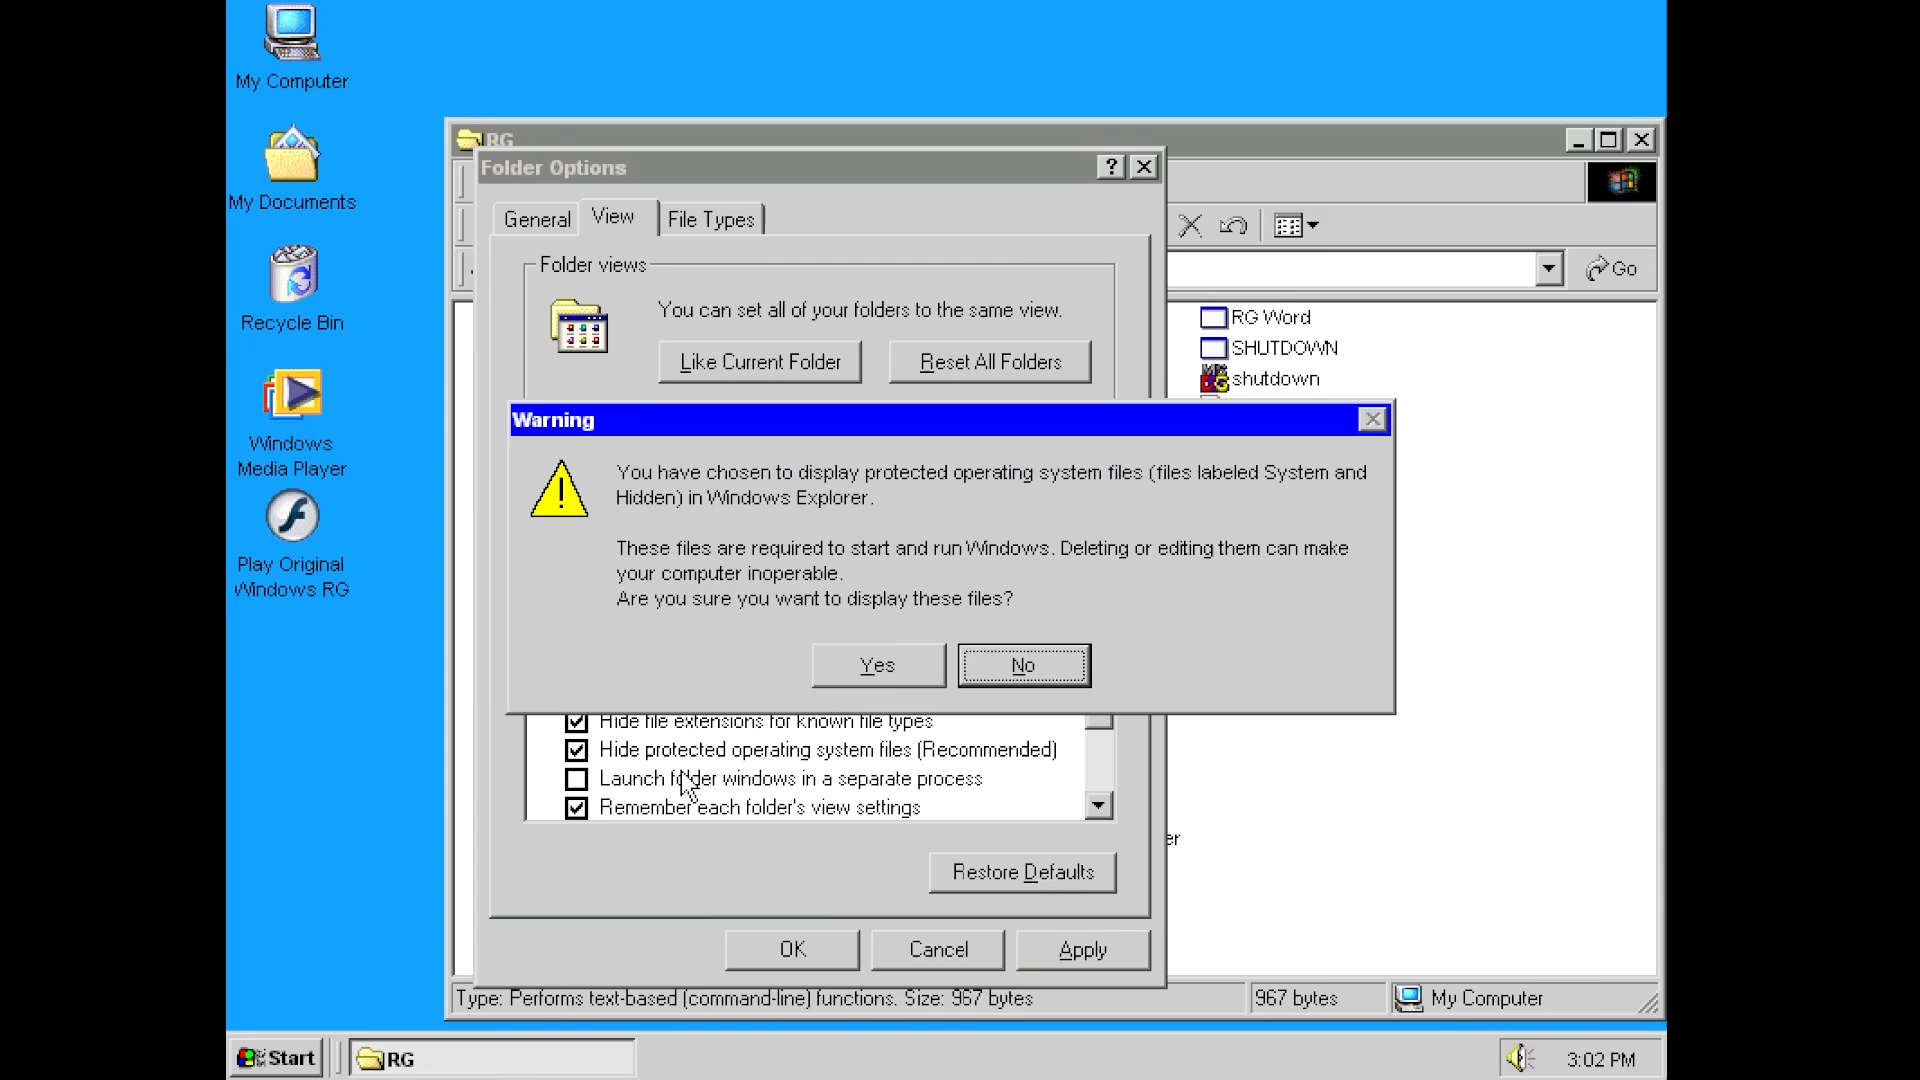 My Computer
My Documents
Recycle Bin
Windows
Media Player
Play Original
Windows RG
RG
Folder Options
General
View
File Types
Folder views
You can set all of your folders to the same view.
Like Current Folder
Reset All Folders
Go
RG Word
SHUTDOWN
shutdown
Warning
You have chosen to display protected operating system files (files labeled System and
Hidden) in Windows Explorer.
These files are required to start and run Windows. Deleting or editing them can make
your computer inoperable.
Are you sure you want to display these files?
Yes
No
Hide file extensions for known file types
Hide protected operating system files (Recommended)
Launch folder windows in a separate process
Remember each folder's view settings
er
Restore Defaults
OK
Cancel
Apply
Type: Performs text-based (command-line) functions. Size: 967 bytes
967 bytes
My Computer
Start
RG
3:02 PM